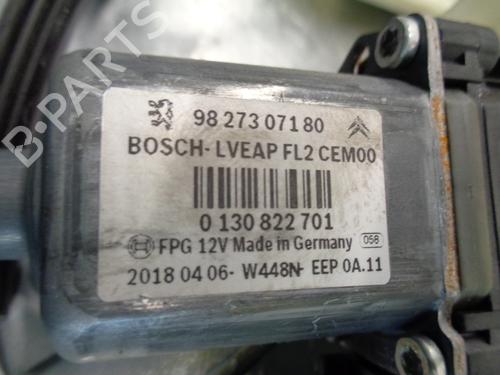 98 273 071 80
BOSCH-LVEAP FL2 CEM00
0 130 822 701
FPG 12V Made in Germany 058
2018 04 06- W448N- EEP 0A.11
B-PARTS